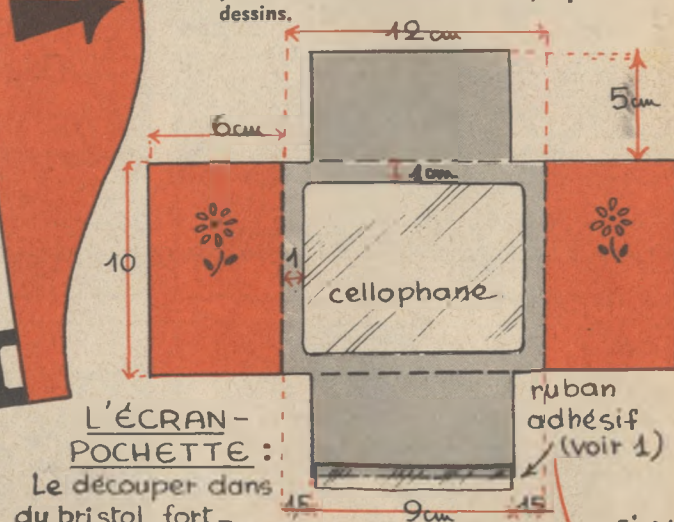 dessins.
12 cm
5cm
6cm
1cm
10
1
cellophane
ruban
adhésif
(voir 1)
L'ÉCRAN-
POCHETTE :
Le découper dans
du bristol fort
15
9cm
15